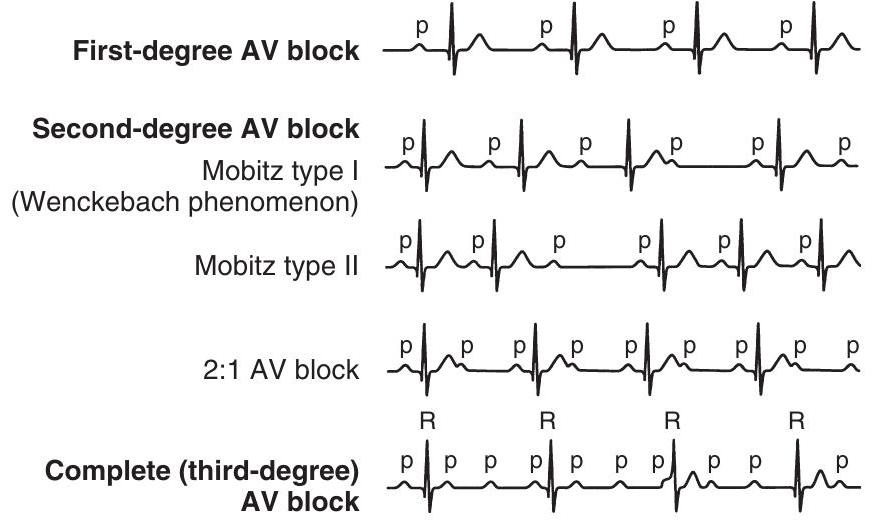 p p p p
First-degree AV block
Second-degree AV block
p p p p p p
Mobitz type I
(Wenckebach phenomenon)
p p p p p p
Mobitz type II
p p p p p p p p
2:1 AV block
R R R R
p p p p p p p p p p
Complete (third-degree)
AV block